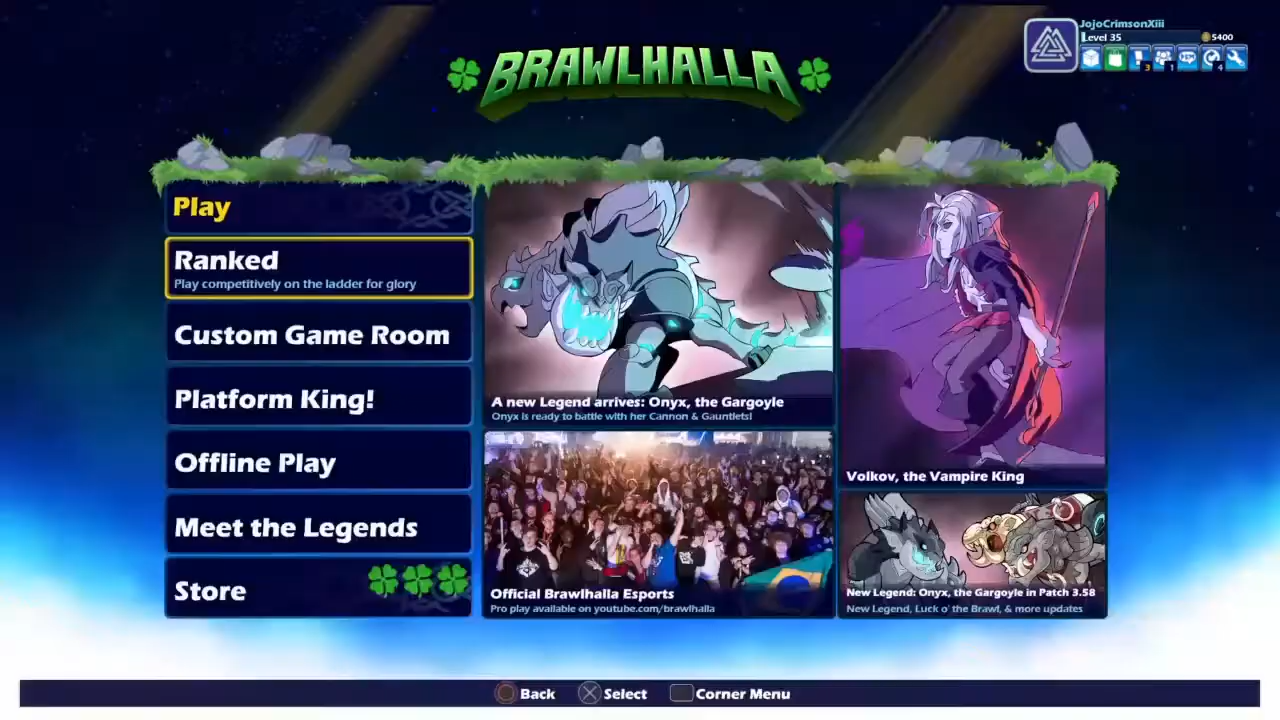 BRAWLHALLA
JojoCrimsonXiii
Level 35
5400
3
1
4
Play
Ranked
Play competitively on the ladder for glory
Custom Game Room
Platform King!
Offline Play
Meet the Legends
Store
A new Legend arrives: Onyx, the Gargoyle
Onyx is ready to battle with her Cannon & Gauntlets!
Official Brawlhalla Esports
Pro play available on youtube.com/brawlhalla
Volkov, the Vampire King
New Legend: Onyx, the Gargoyle in Patch 3.58
New Legend, Luck o' the Brawl, & more updates
Back
Select
Corner Menu